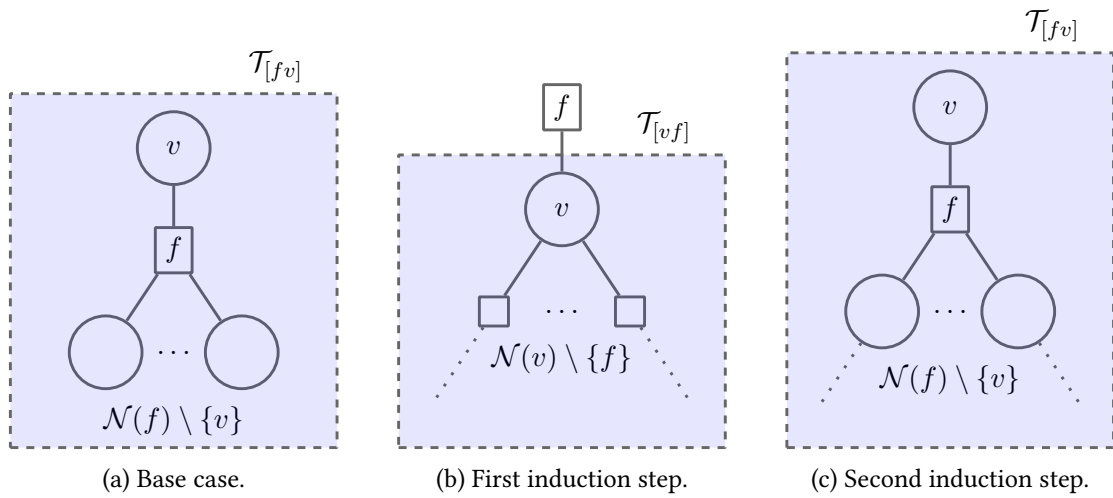 𝒯[fv]
v
f
···
𝒩(f) \ {v}
(a) Base case.
f
𝒯[vf]
v
···
𝒩(v) \ {f}
(b) First induction step.
𝒯[fv]
v
f
···
𝒩(f) \ {v}
(c) Second induction step.